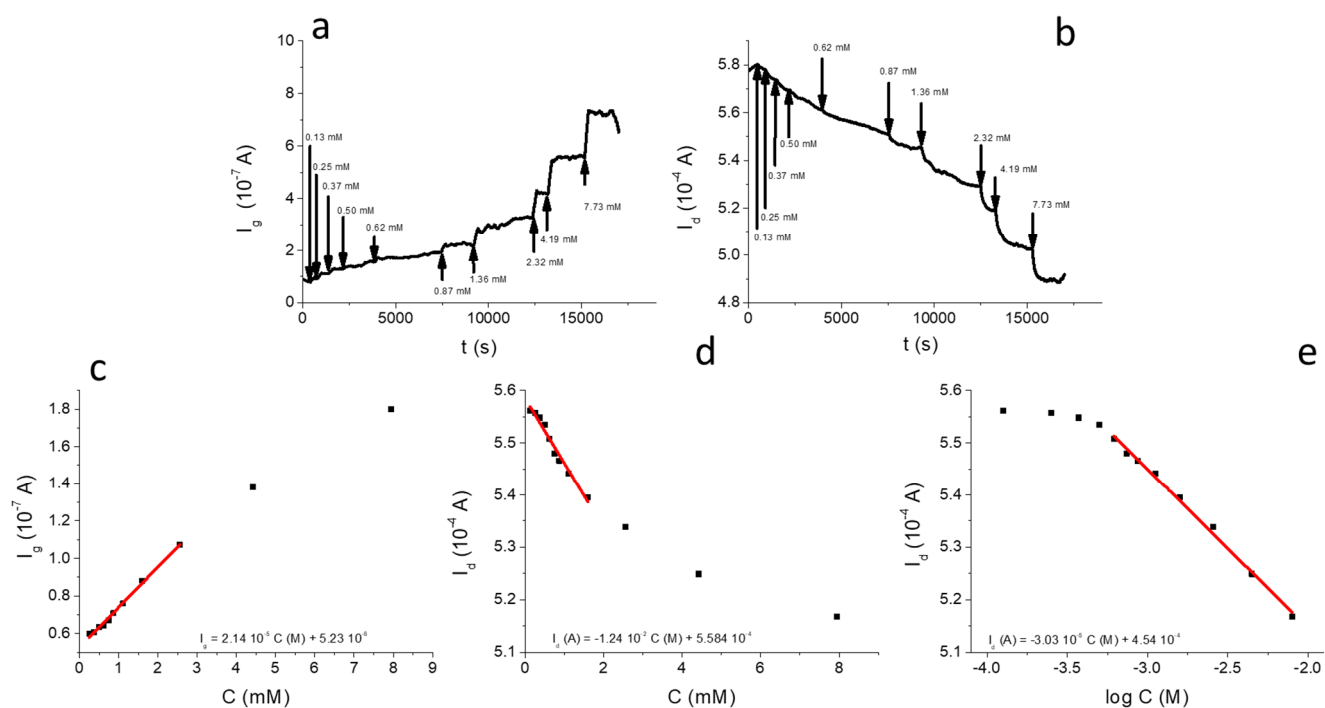 a
10
8
6
4
2
0
I_g (10^-7 A)
0.13 mM
0.25 mM
0.37 mM
0.50 mM
0.62 mM
0.87 mM
1.36 mM
2.32 mM
4.19 mM
7.73 mM
0
5000
10000
15000
t (s)
b
5.8
5.6
5.4
5.2
5.0
4.8
I_d (10^-4 A)
0.62 mM
0.87 mM
1.36 mM
2.32 mM
4.19 mM
7.73 mM
0.50 mM
0.37 mM
0.25 mM
0.13 mM
0
5000
10000
15000
t (s)
c
1.8
1.6
1.4
1.2
1.0
0.8
0.6
I_g (10^-7 A)
I_g = 2.14 10^-5 C (M) + 5.23 10^-8
0 1 2 3 4 5 6 7 8 9
C (mM)
d
5.6
5.5
5.4
5.3
5.2
5.1
I_d (10^-4 A)
I_d (A) = -1.24 10^-2 C (M) + 5.584 10^-4
0 2 4 6 8
C (mM)
e
5.6
5.5
5.4
5.3
5.2
5.1
I_d (10^-4 A)
I_d (A) = -3.03 10^-5 C (M) + 4.54 10^-4
-4.0 -3.5 -3.0 -2.5 -2.0
log C (M)